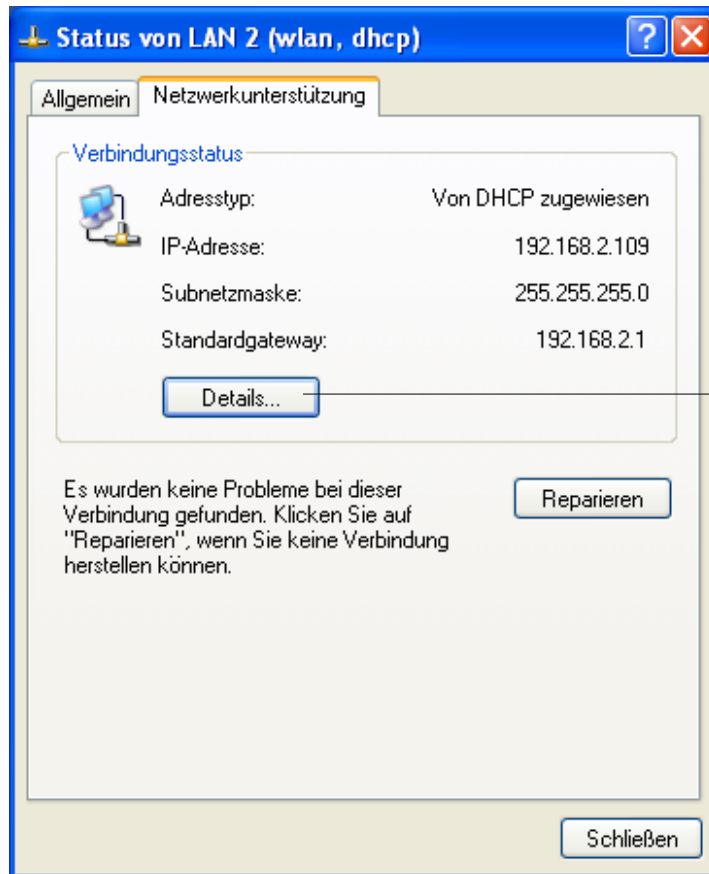 Status von LAN 2 (wlan, dhcp)
Allgemein
Netzwerkunterstützung
Verbindungsstatus
Adresstyp: Von DHCP zugewiesen
IP-Adresse: 192.168.2.109
Subnetzmaske: 255.255.255.0
Standardgateway: 192.168.2.1
Details...
Es wurden keine Probleme bei dieser
Verbindung gefunden. Klicken Sie auf
"Reparieren", wenn Sie keine Verbindung
herstellen können.
Reparieren
Schließen